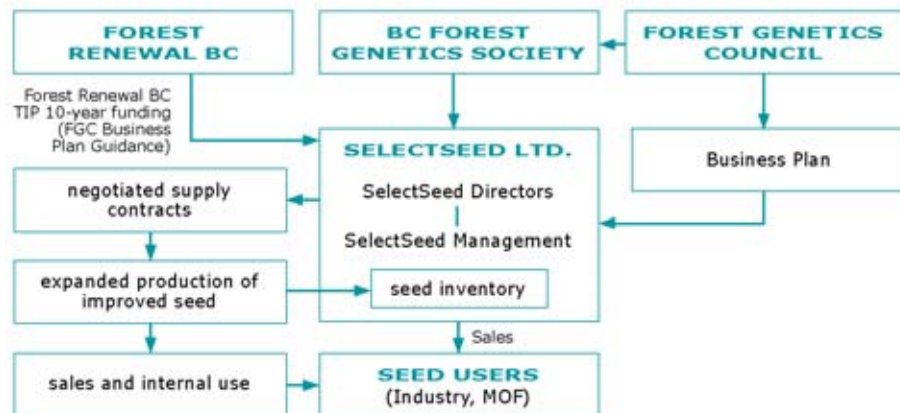 FOREST
RENEWAL BC
BC FOREST
GENETICS SOCIETY
FOREST GENETICS
COUNCIL
Forest Renewal BC
TIP 10-year funding
(FGC Business
Plan Guidance)
SELECTSEED LTD.
SelectSeed Directors
SelectSeed Management
seed inventory
Business Plan
negotiated supply
contracts
expanded production of
improved seed
Sales
sales and internal use
SEED USERS
(Industry, MOF)